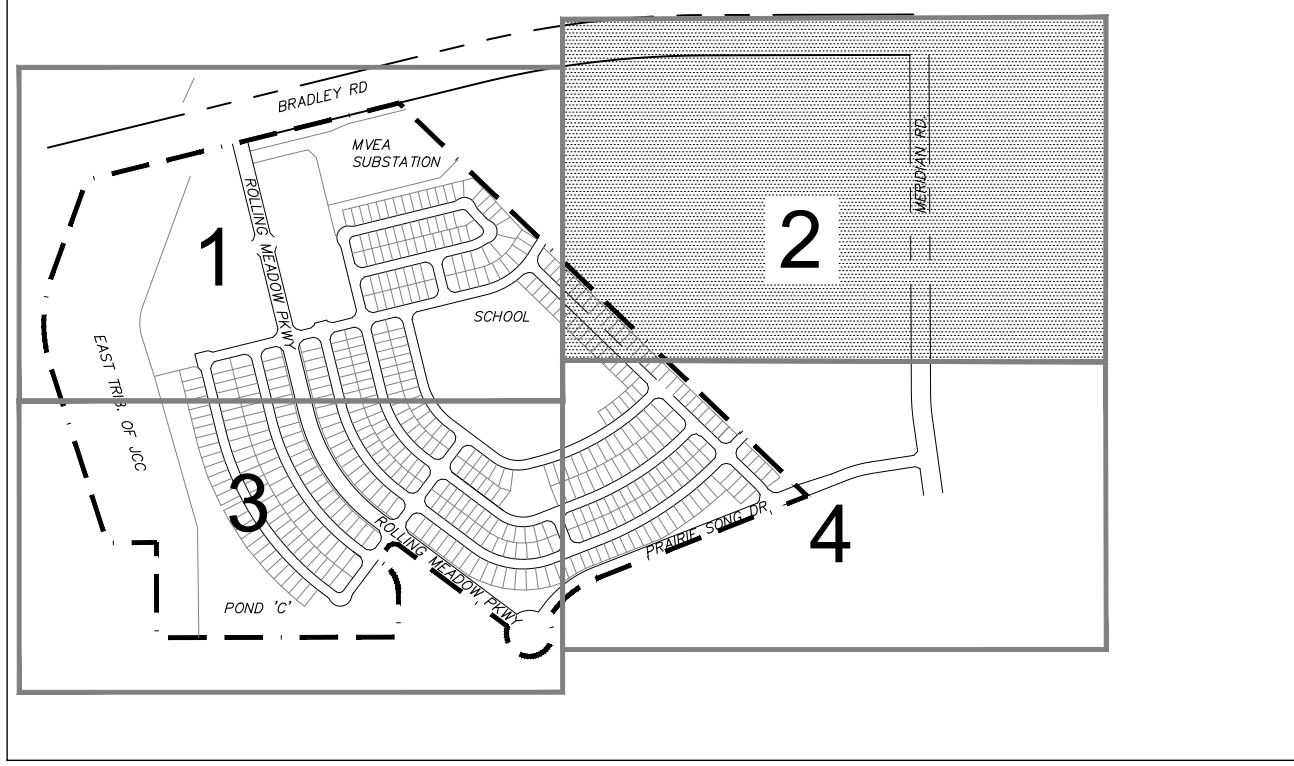 BRADLEY RD
MVEA
SUBSTATION
MERIDIAN RD.
ROLLING MEADOW PKWY
1
2
SCHOOL
EAST TRIB. OF JCC
3
ROLLING MEADOW PKWY
PRAIRIE SONG DR.
4
POND 'C'